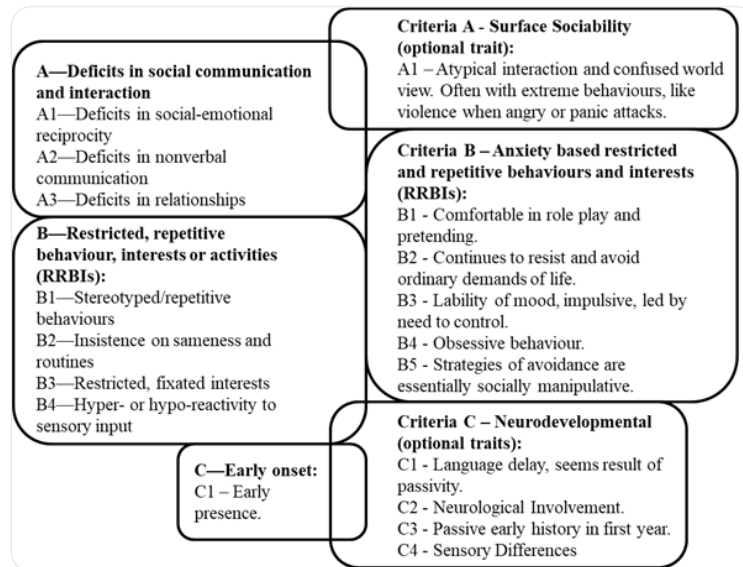 A—Deficits in social communication
and interaction
A1—Deficits in social-emotional
reciprocity
A2—Deficits in nonverbal
communication
A3—Deficits in relationships
B—Restricted, repetitive
behaviour, interests or activities
(RRBIs):
B1—Stereotyped/repetitive
behaviours
B2—Insistence on sameness and
routines
B3—Restricted, fixated interests
B4—Hyper- or hypo-reactivity to
sensory input
C—Early onset:
C1 – Early
presence.
Criteria A - Surface Sociability
(optional trait):
A1 – Atypical interaction and confused world
view. Often with extreme behaviours, like
violence when angry or panic attacks.
Criteria B – Anxiety based restricted
and repetitive behaviours and interests
(RRBIs):
B1 - Comfortable in role play and
pretending.
B2 - Continues to resist and avoid
ordinary demands of life.
B3 - Lability of mood, impulsive, led by
need to control.
B4 - Obsessive behaviour.
B5 - Strategies of avoidance are
essentially socially manipulative.
Criteria C – Neurodevelopmental
(optional traits):
C1 - Language delay, seems result of
passivity.
C2 - Neurological Involvement.
C3 - Passive early history in first year.
C4 - Sensory Differences